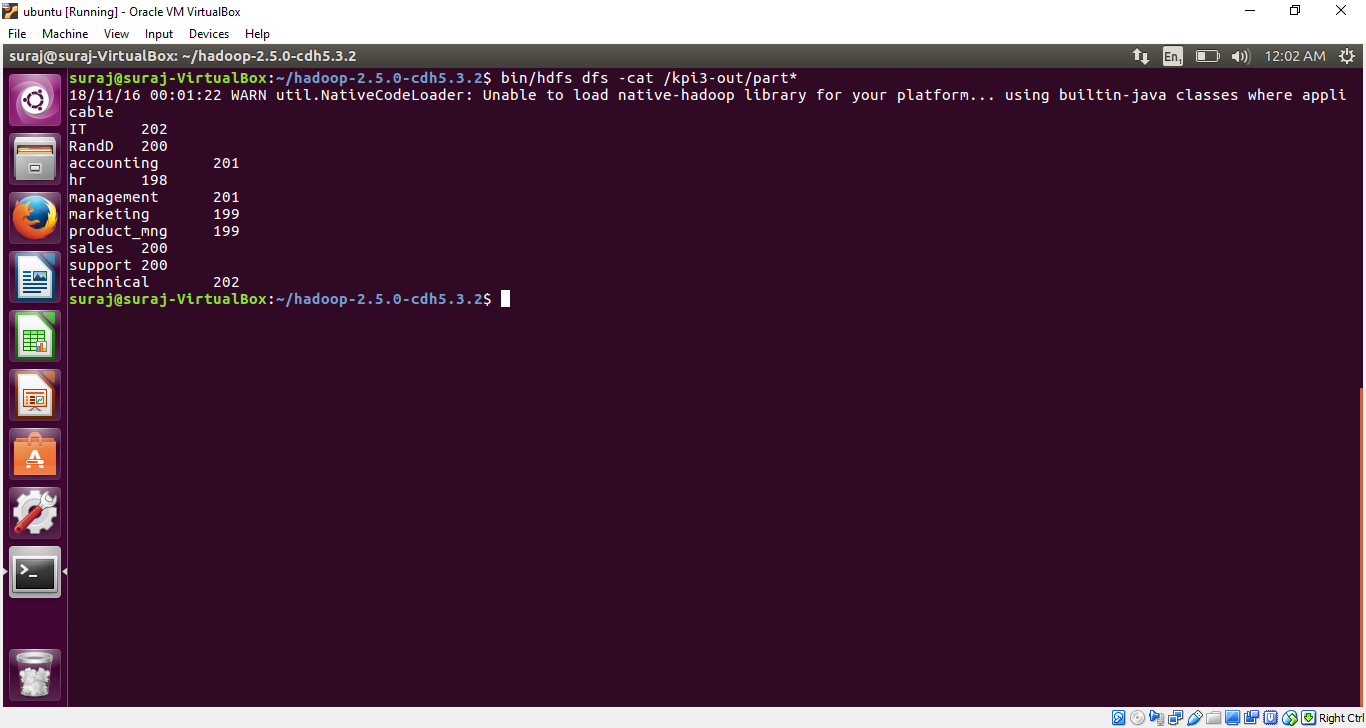 ubuntu [Running] - Oracle VM VirtualBox
File Machine View Input Devices Help
suraj@suraj-VirtualBox: ~/hadoop-2.5.0-cdh5.3.2 En1 12:02 AM
suraj@suraj-VirtualBox:~/hadoop-2.5.0-cdh5.3.2$ bin/hdfs dfs -cat /kpi3-out/part*
18/11/16 00:01:22 WARN util.NativeCodeLoader: Unable to load native-hadoop library for your platform... using builtin-java classes where appli
cable
IT 202
RandD 200
accounting 201
hr 198
management 201
marketing 199
product_mng 199
sales 200
support 200
technical 202
suraj@suraj-VirtualBox:~/hadoop-2.5.0-cdh5.3.2$
Right Ctrl